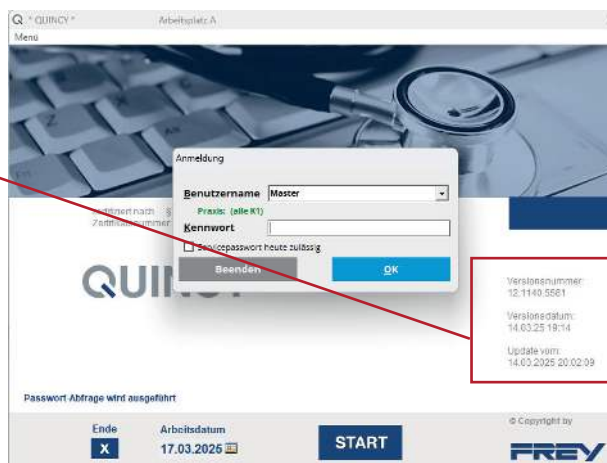 * QUINCY * Arbeitsplatz A
Menü
Anmeldung
Benutzername Master
Praxis: (alle K1)
Kennwort
Servicepasswort heute zulässig
Beenden OK
nach §
QUINCY
Versionsnummer:
12.1140.5561
Versionsdatum:
14.03.25 19:14
Update vom:
14.03.2025 20:02:09
Passwort-Abfrage wird ausgeführt
Ende Arbeitsdatum
X 17.03.2025
START
© Copyright by
FREY